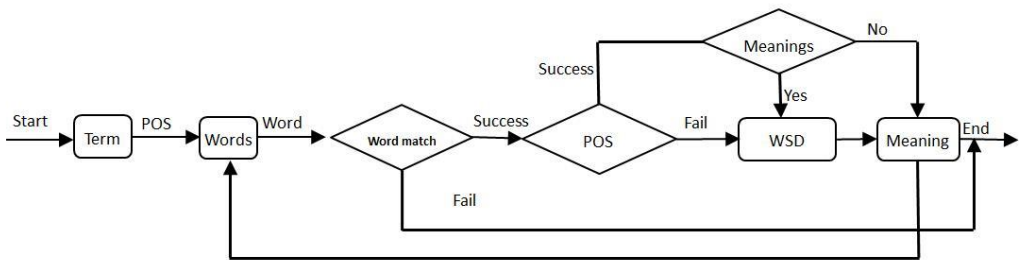 Meanings
No
Success
Yes
Start
Term
POS
Words
Word
Word match
Success
POS
Fail
WSD
Meaning
End
Fail